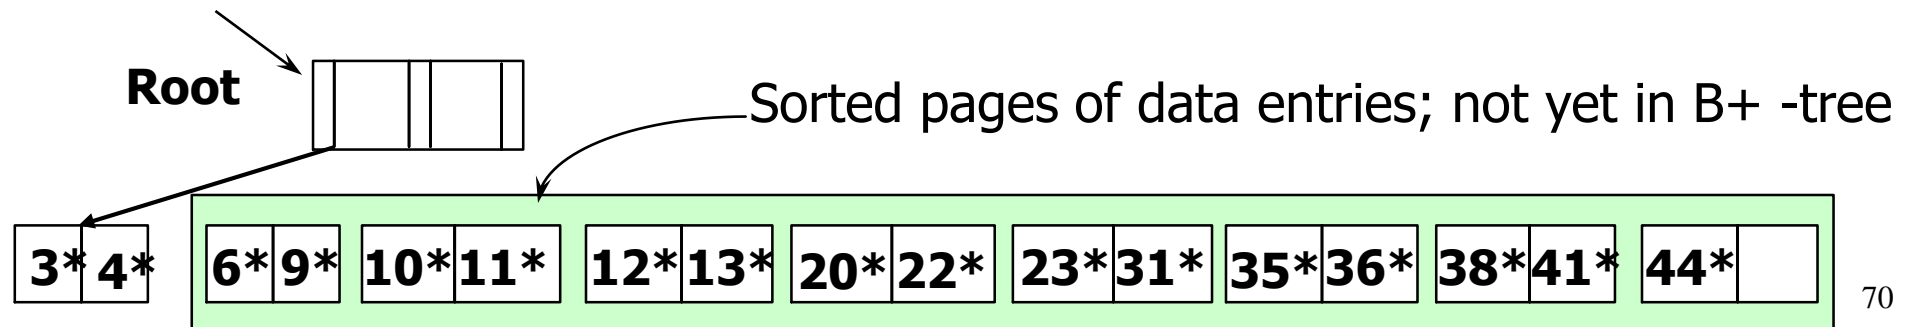 Root
Sorted pages of data entries; not yet in B+ -tree
3* 4* 6* 9* 10* 11* 12* 13* 20* 22* 23* 31* 35* 36* 38* 41* 44*
70